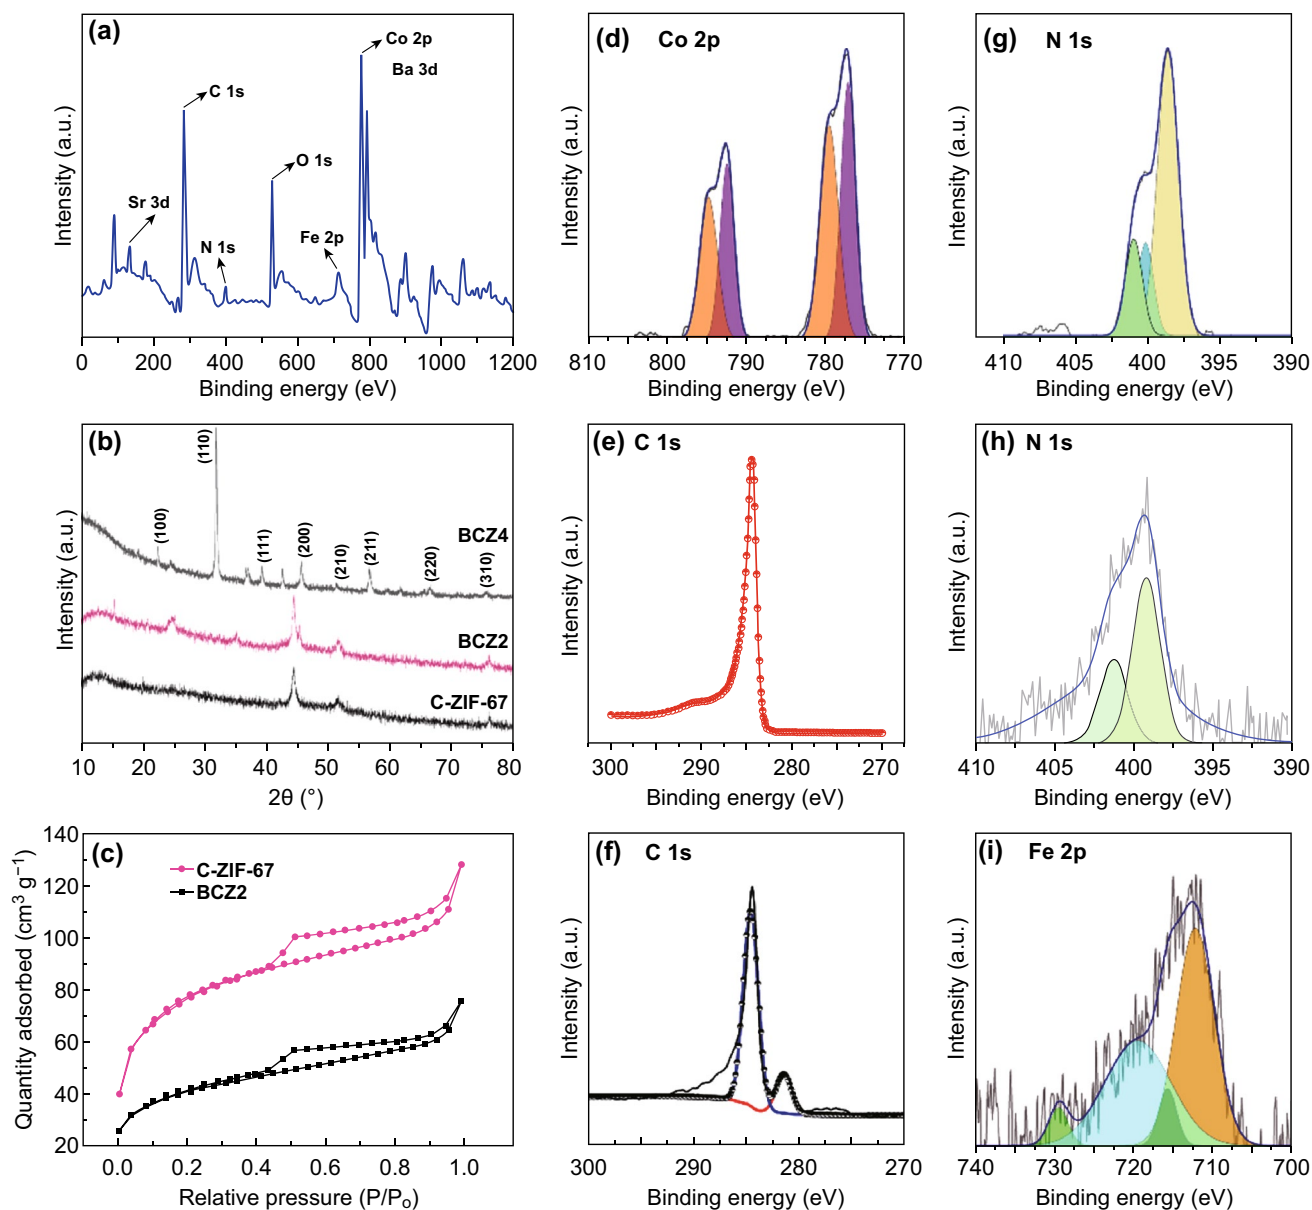 (a)
Co 2p
Ba 3d
C 1s
O 1s
Sr 3d
N 1s
Fe 2p
Intensity (a.u.)
0 200 400 600 800 1000 1200
Binding energy (eV)
(d) Co 2p
Intensity (a.u.)
810 800 790 780 770
Binding energy (eV)
(g) N 1s
Intensity (a.u.)
405 400 395 390
Binding energy (eV)
(b)
(100)
(110)
(111)
(200)
(210)
(211)
(220)
(310)
BCZ4
BCZ2
C-ZIF-67
Intensity (a.u.)
10 20 30 40 50 60 70 80
2θ (°)
(e) C 1s
Intensity (a.u.)
300 290 280 270
Binding energy (eV)
(h) N 1s
Intensity (a.u.)
410 405 400 395 390
Binding energy (eV)
(c)
C-ZIF-67
BCZ2
Quantity adsorbed (cm³ g⁻¹)
140
120
100
80
60
40
20
0.0 0.2 0.4 0.6 0.8 1.0
Relative pressure (P/Pₒ)
(f) C 1s
Intensity (a.u.)
300 290 280 270
Binding energy (eV)
(i) Fe 2p
Intensity (a.u.)
740 730 720 710 700
Binding energy (eV)